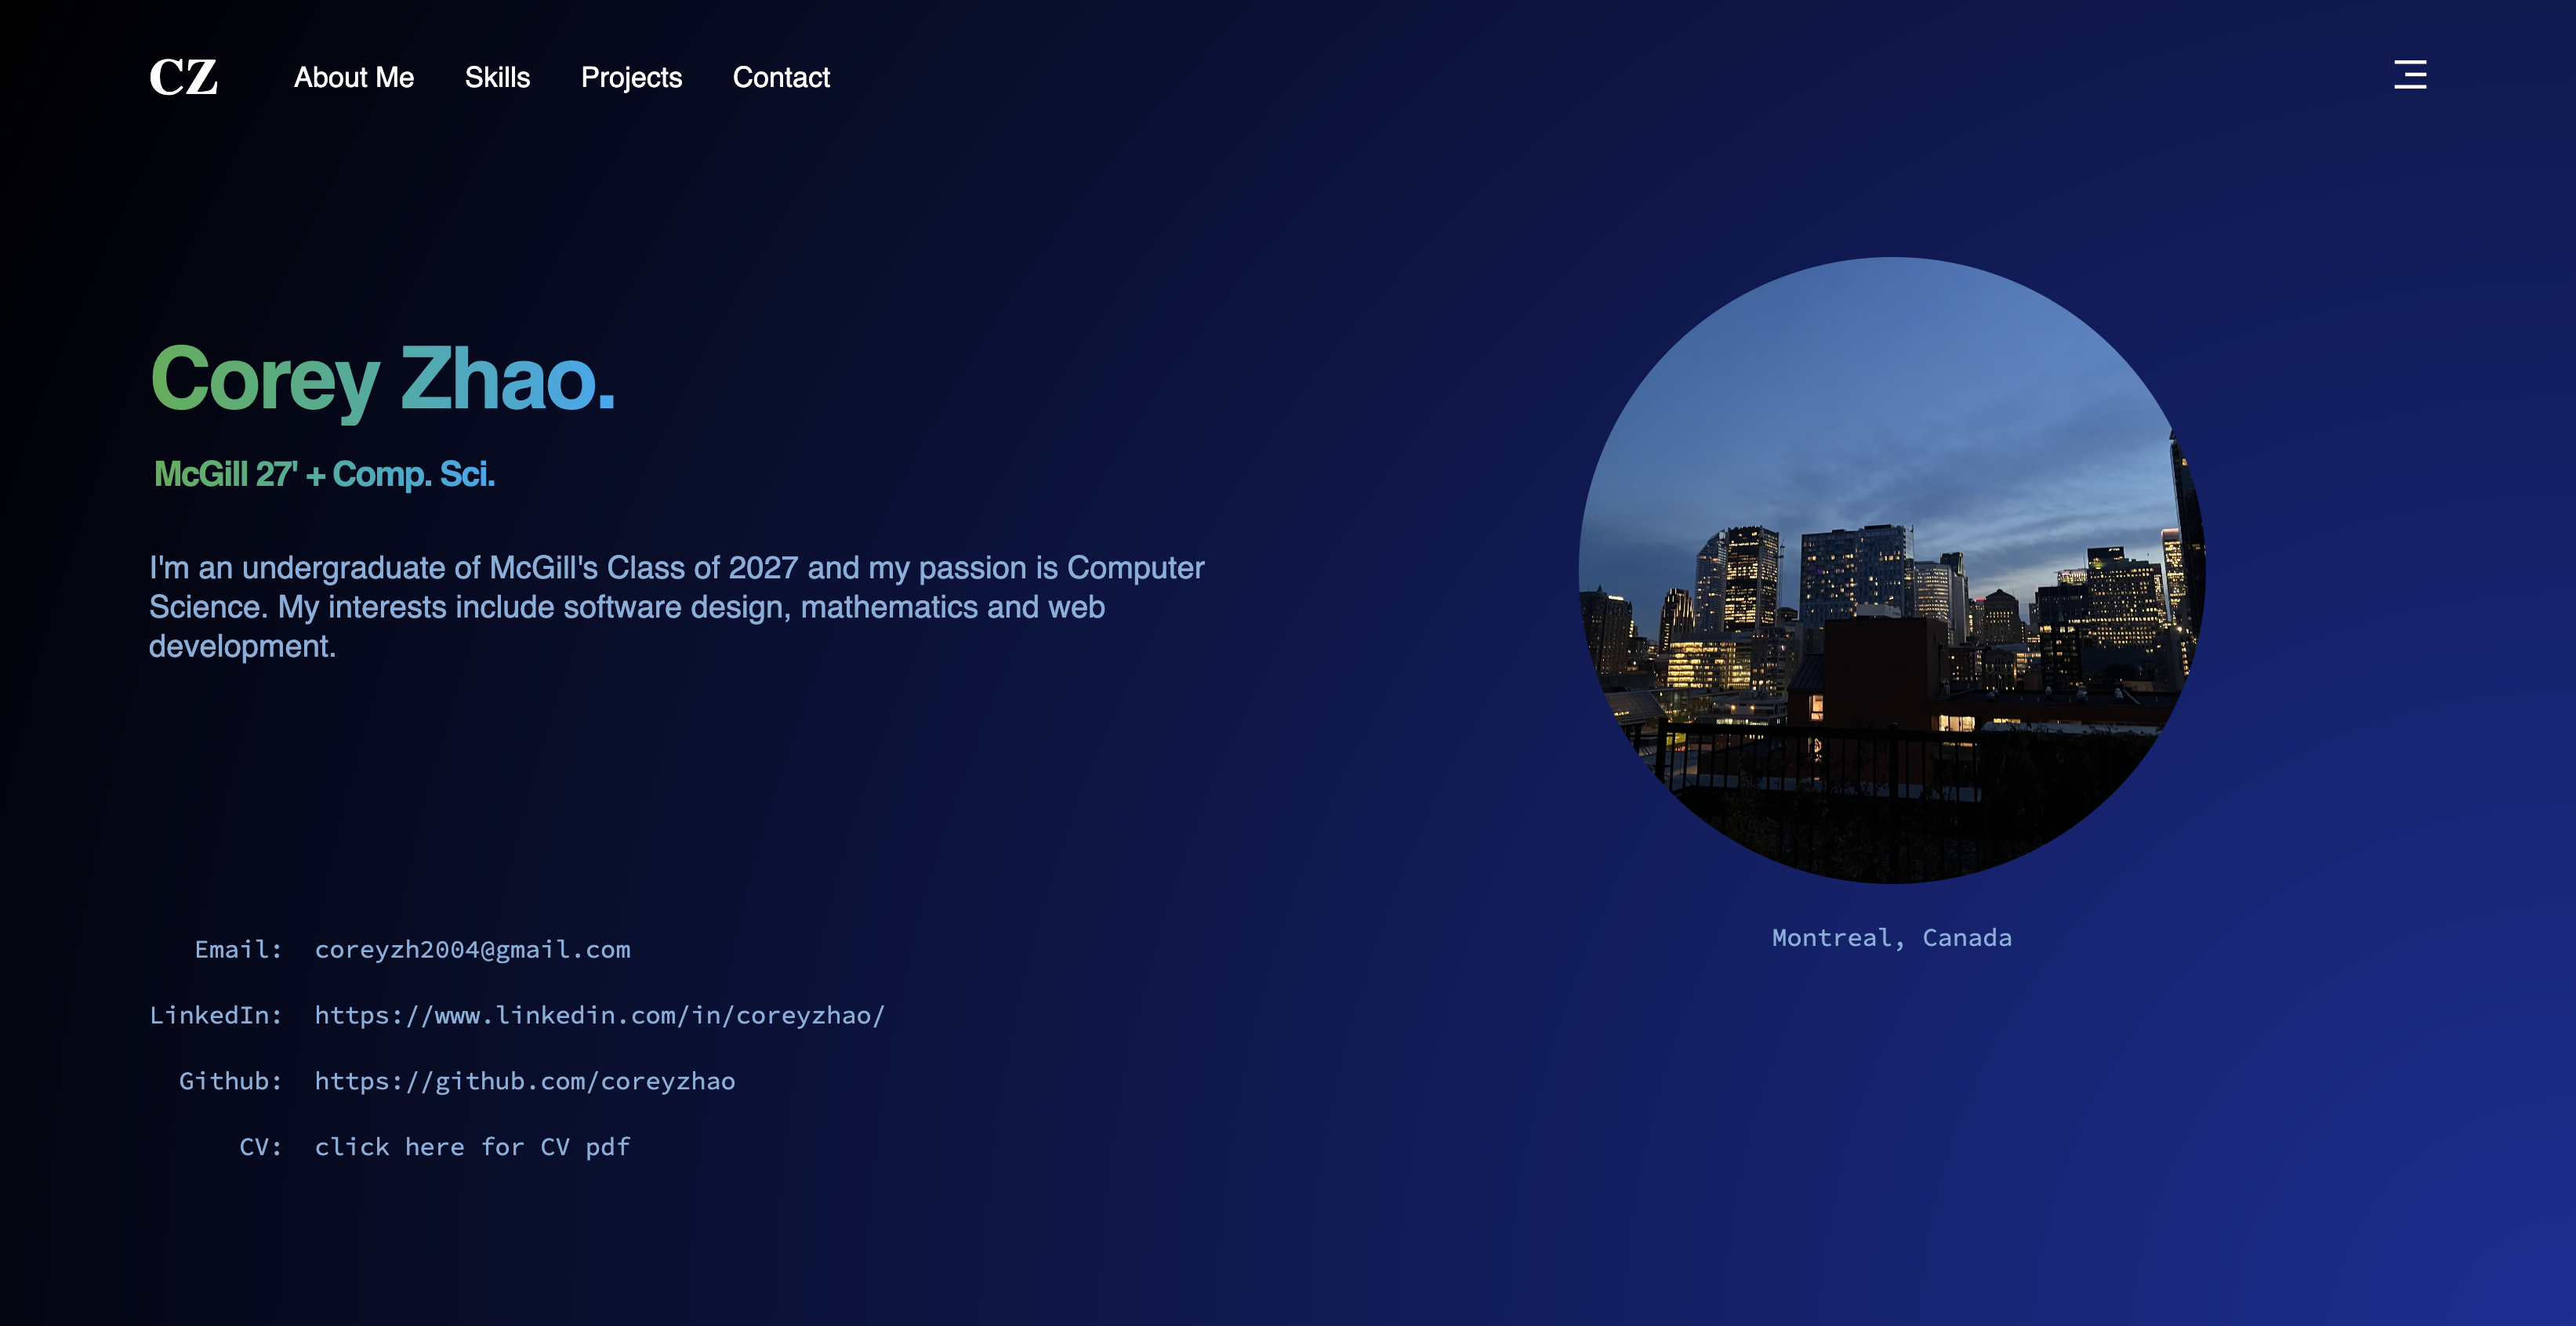 CZ About Me Skills Projects Contact
Corey Zhao.
McGill 27' + Comp. Sci.
I'm an undergraduate of McGill's Class of 2027 and my passion is Computer
Science. My interests include software design, mathematics and web
development.
Montreal, Canada
Email: coreyzh2004@gmail.com
LinkedIn: https://www.linkedin.com/in/coreyzhao/
Github: https://github.com/coreyzhao
CV: click here for CV pdf